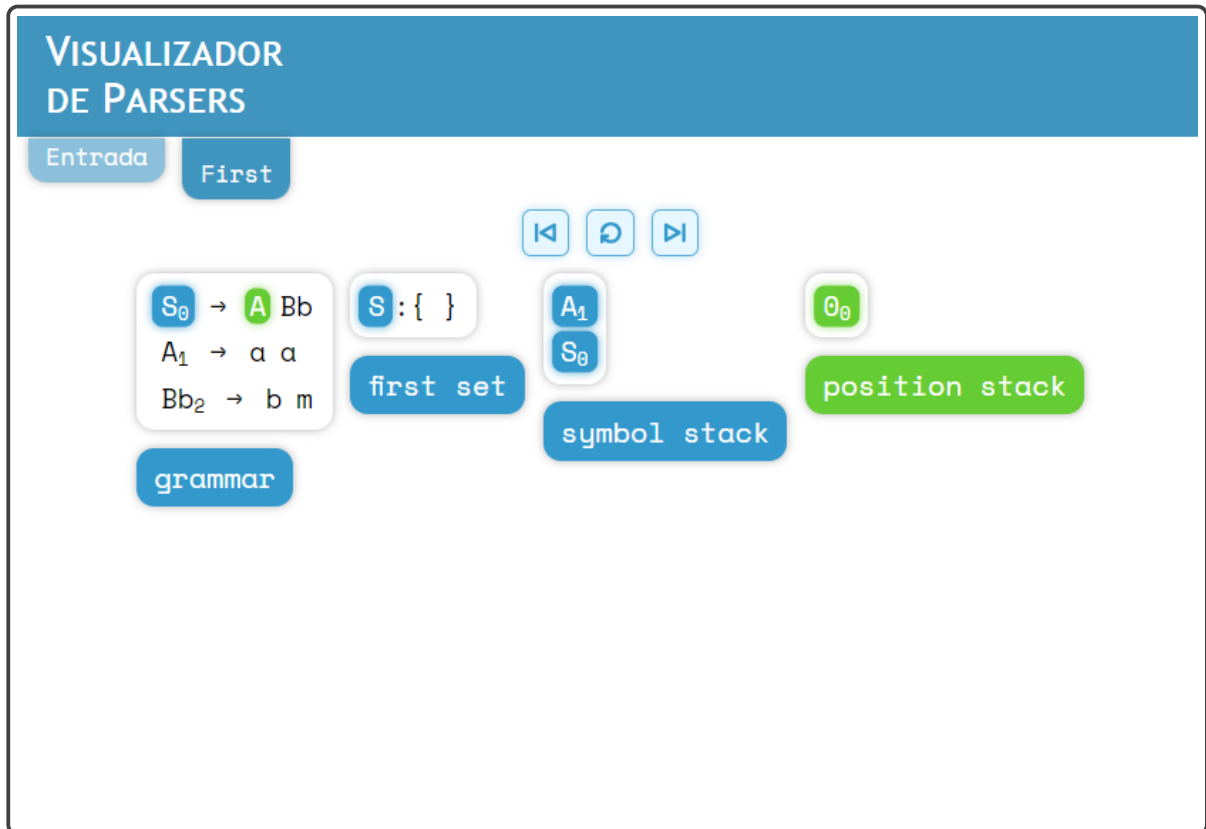 VISUALIZADOR
DE PARSERS
Entrada
First
S₀ → A Bb
A₁ → a a
Bb₂ → b m
grammar
S:{ }
first set
A₁
S₀
symbol stack
0₀
position stack